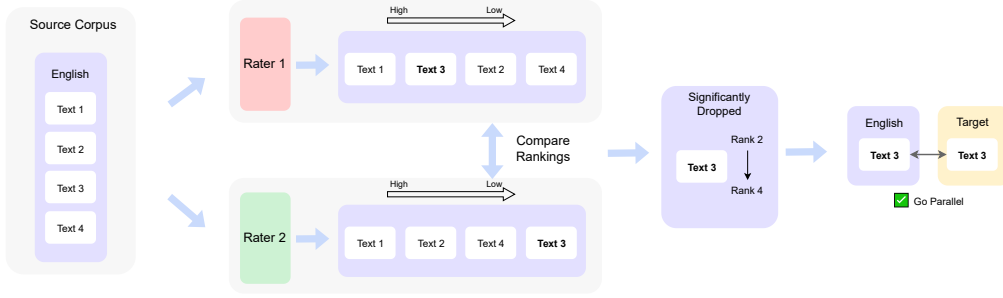 Source Corpus
English
Text 1
Text 2
Text 3
Text 4
High
Low
Rater 1
Text 1
Text 3
Text 2
Text 4
Compare
Rankings
High
Low
Rater 2
Text 1
Text 2
Text 4
Text 3
Significantly
Dropped
Rank 2
Text 3
Rank 4
English
Text 3
Target
Text 3
Go Parallel